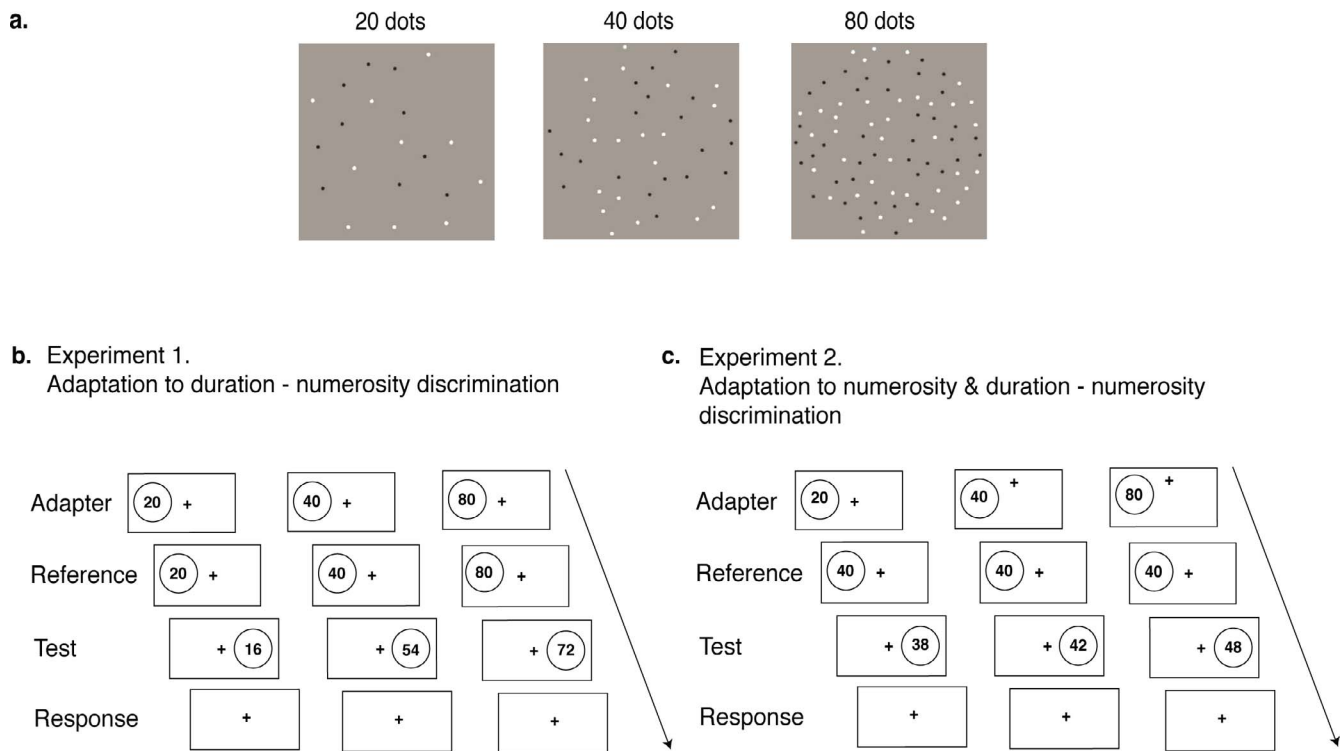 a.
20 dots 40 dots 80 dots
b. Experiment 1.
Adaptation to duration - numerosity discrimination
Adapter 20 + 40 + 80 +
Reference 20 + 40 + 80 +
Test + 16 + 54 + 72
Response + + +
c. Experiment 2.
Adaptation to numerosity & duration - numerosity
discrimination
Adapter 20 + 40 + 80 +
Reference 40 + 40 + 40 +
Test + 38 + 42 + 48
Response + + +